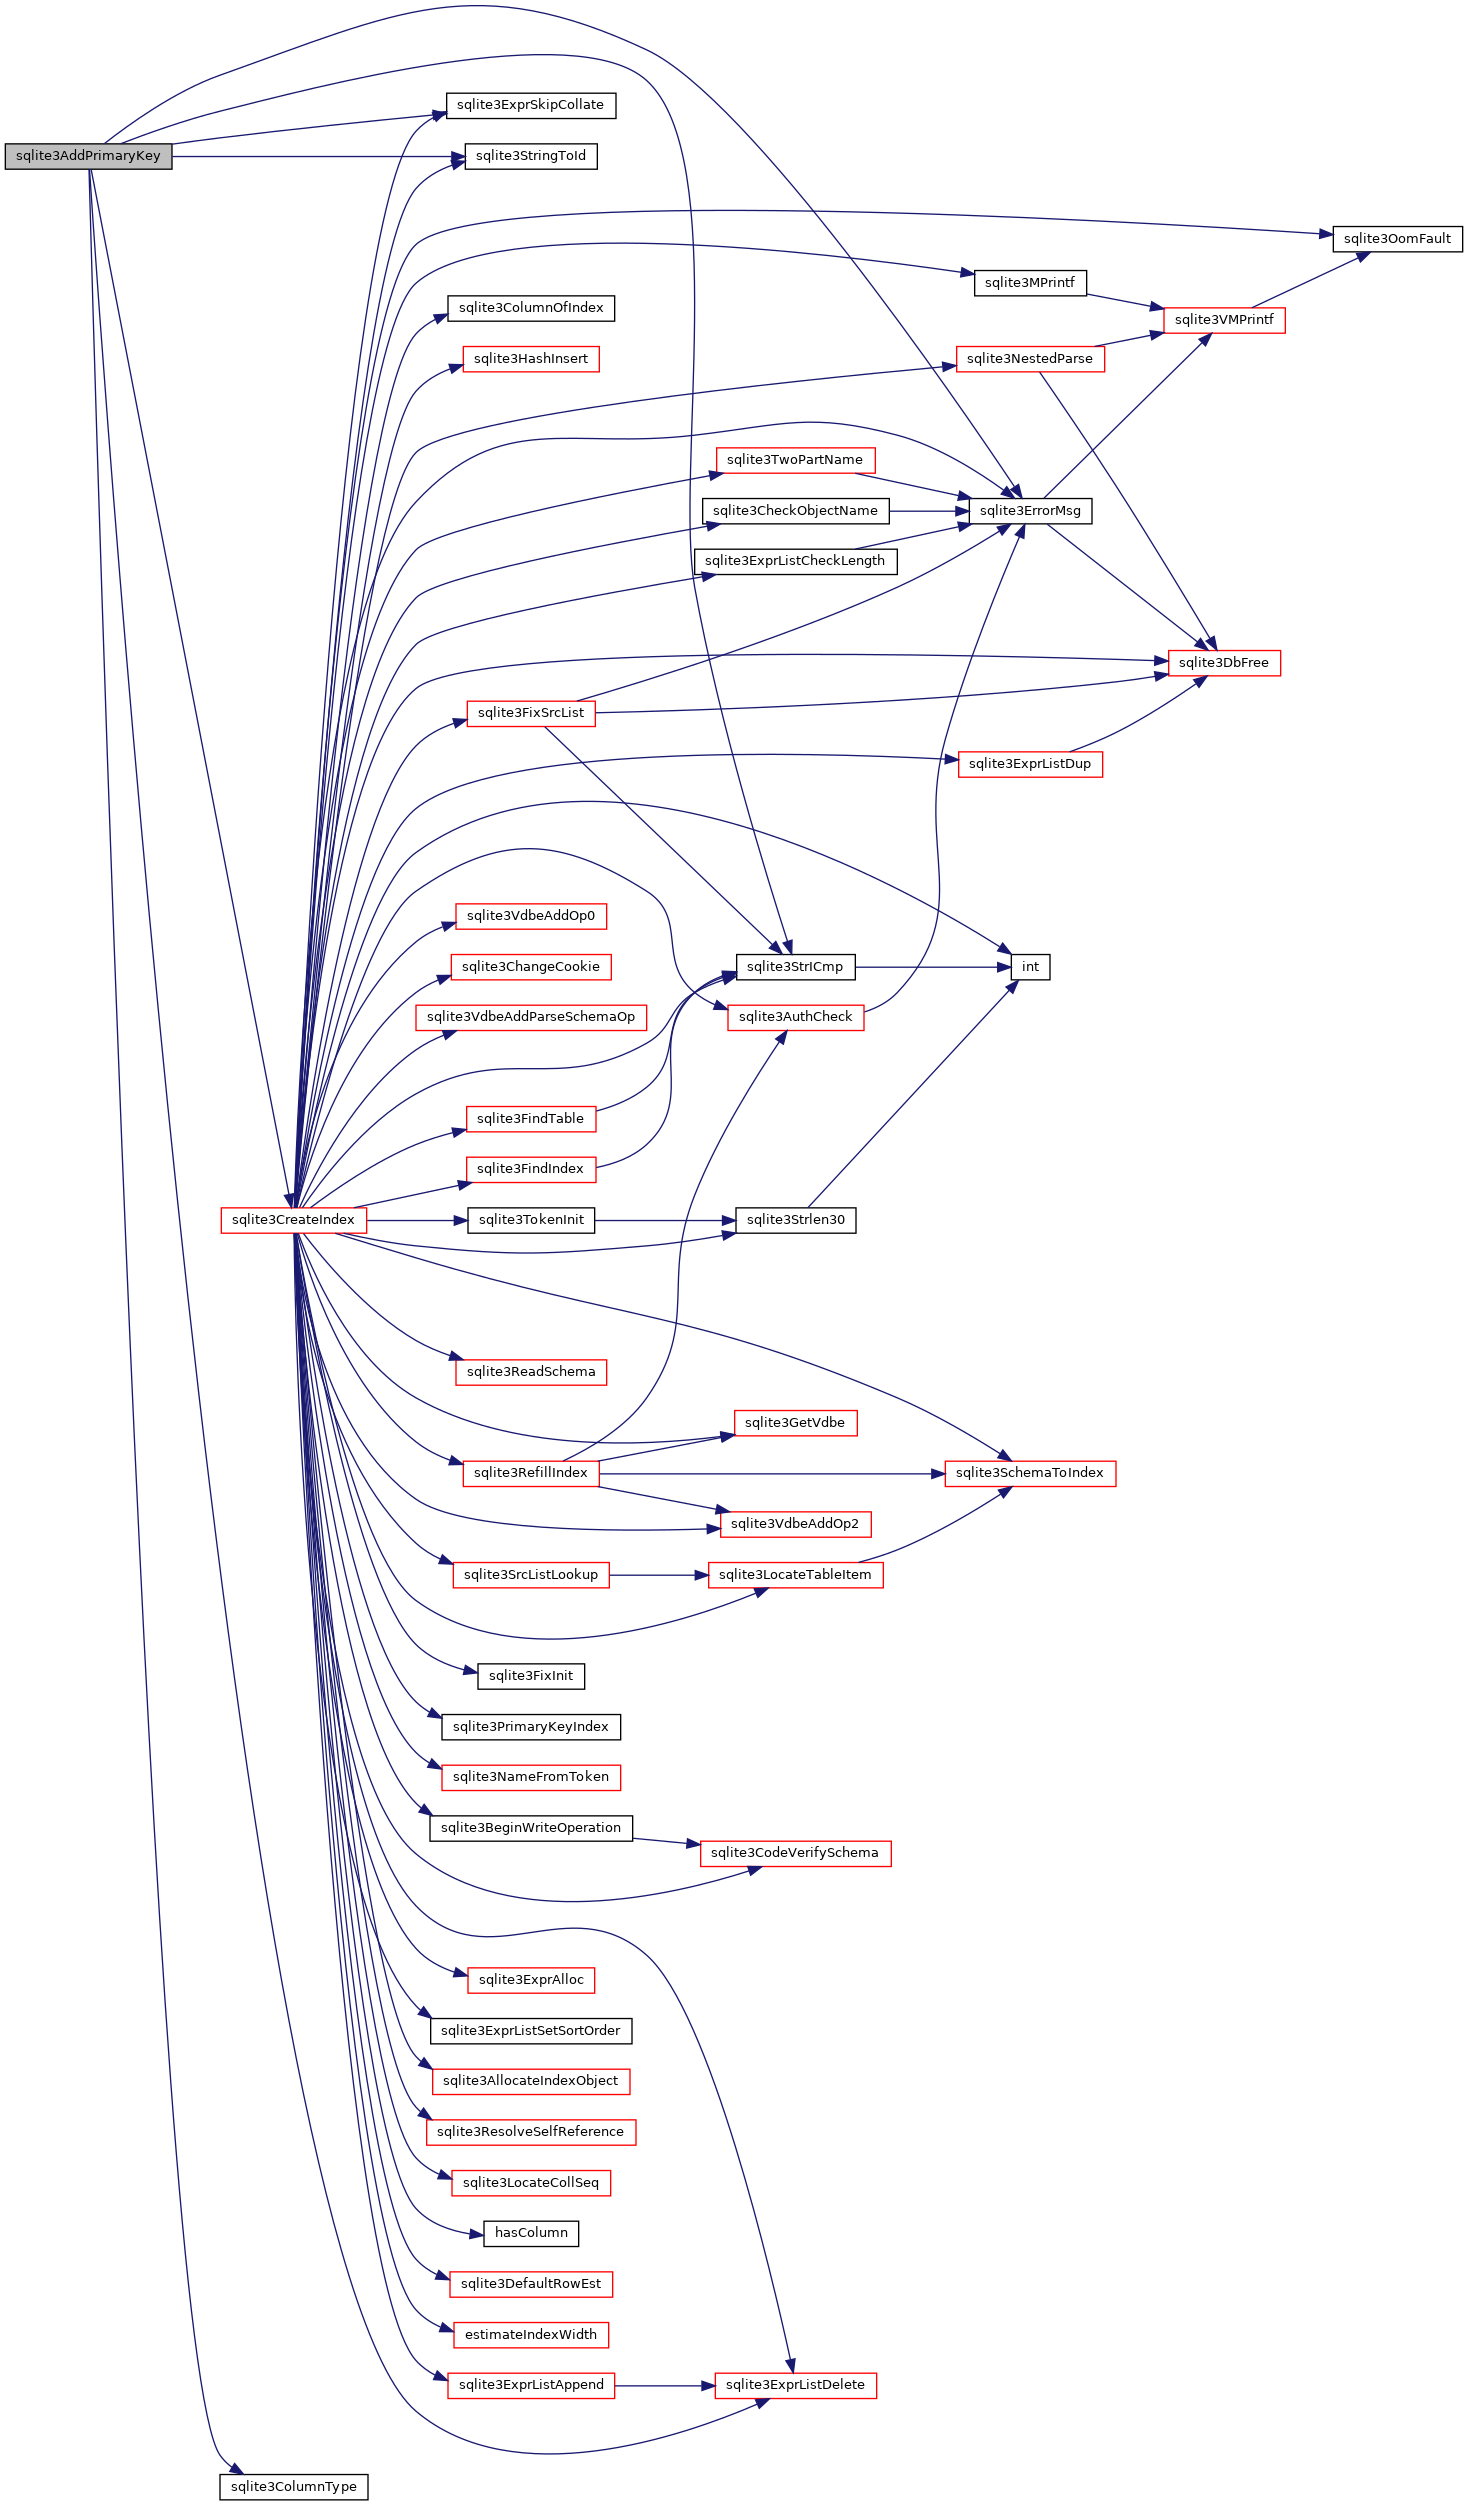 sqlite3ExprSkipCollate
sqlite3AddPrimaryKey
sqlite3StringToId
sqlite3OomFault
sqlite3MPrintf
sqlite3ColumnOfIndex
sqlite3VMPrintf
sqlite3HashInsert
sqlite3NestedParse
sqlite3TwoPartName
sqlite3CheckObjectName
sqlite3ErrorMsg
sqlite3ExprListCheckLength
sqlite3DbFree
sqlite3FixSrcList
sqlite3ExprListDup
sqlite3VdbeAddOp0
sqlite3ChangeCookie
sqlite3StrICmp
int
sqlite3VdbeAddParseSchemaOp
sqlite3AuthCheck
sqlite3FindTable
sqlite3FindIndex
sqlite3CreateIndex
sqlite3TokenInit
sqlite3Strlen30
sqlite3ReadSchema
sqlite3GetVdbe
sqlite3RefillIndex
sqlite3SchemaToIndex
sqlite3VdbeAddOp2
sqlite3SrcListLookup
sqlite3LocateTableItem
sqlite3FixInit
sqlite3PrimaryKeyIndex
sqlite3NameFromToken
sqlite3BeginWriteOperation
sqlite3CodeVerifySchema
sqlite3ExprAlloc
sqlite3ExprListSetSortOrder
sqlite3AllocateIndexObject
sqlite3ResolveSelfReference
sqlite3LocateCollSeq
hasColumn
sqlite3DefaultRowEst
estimateIndexWidth
sqlite3ExprListAppend
sqlite3ExprListDelete
sqlite3ColumnType